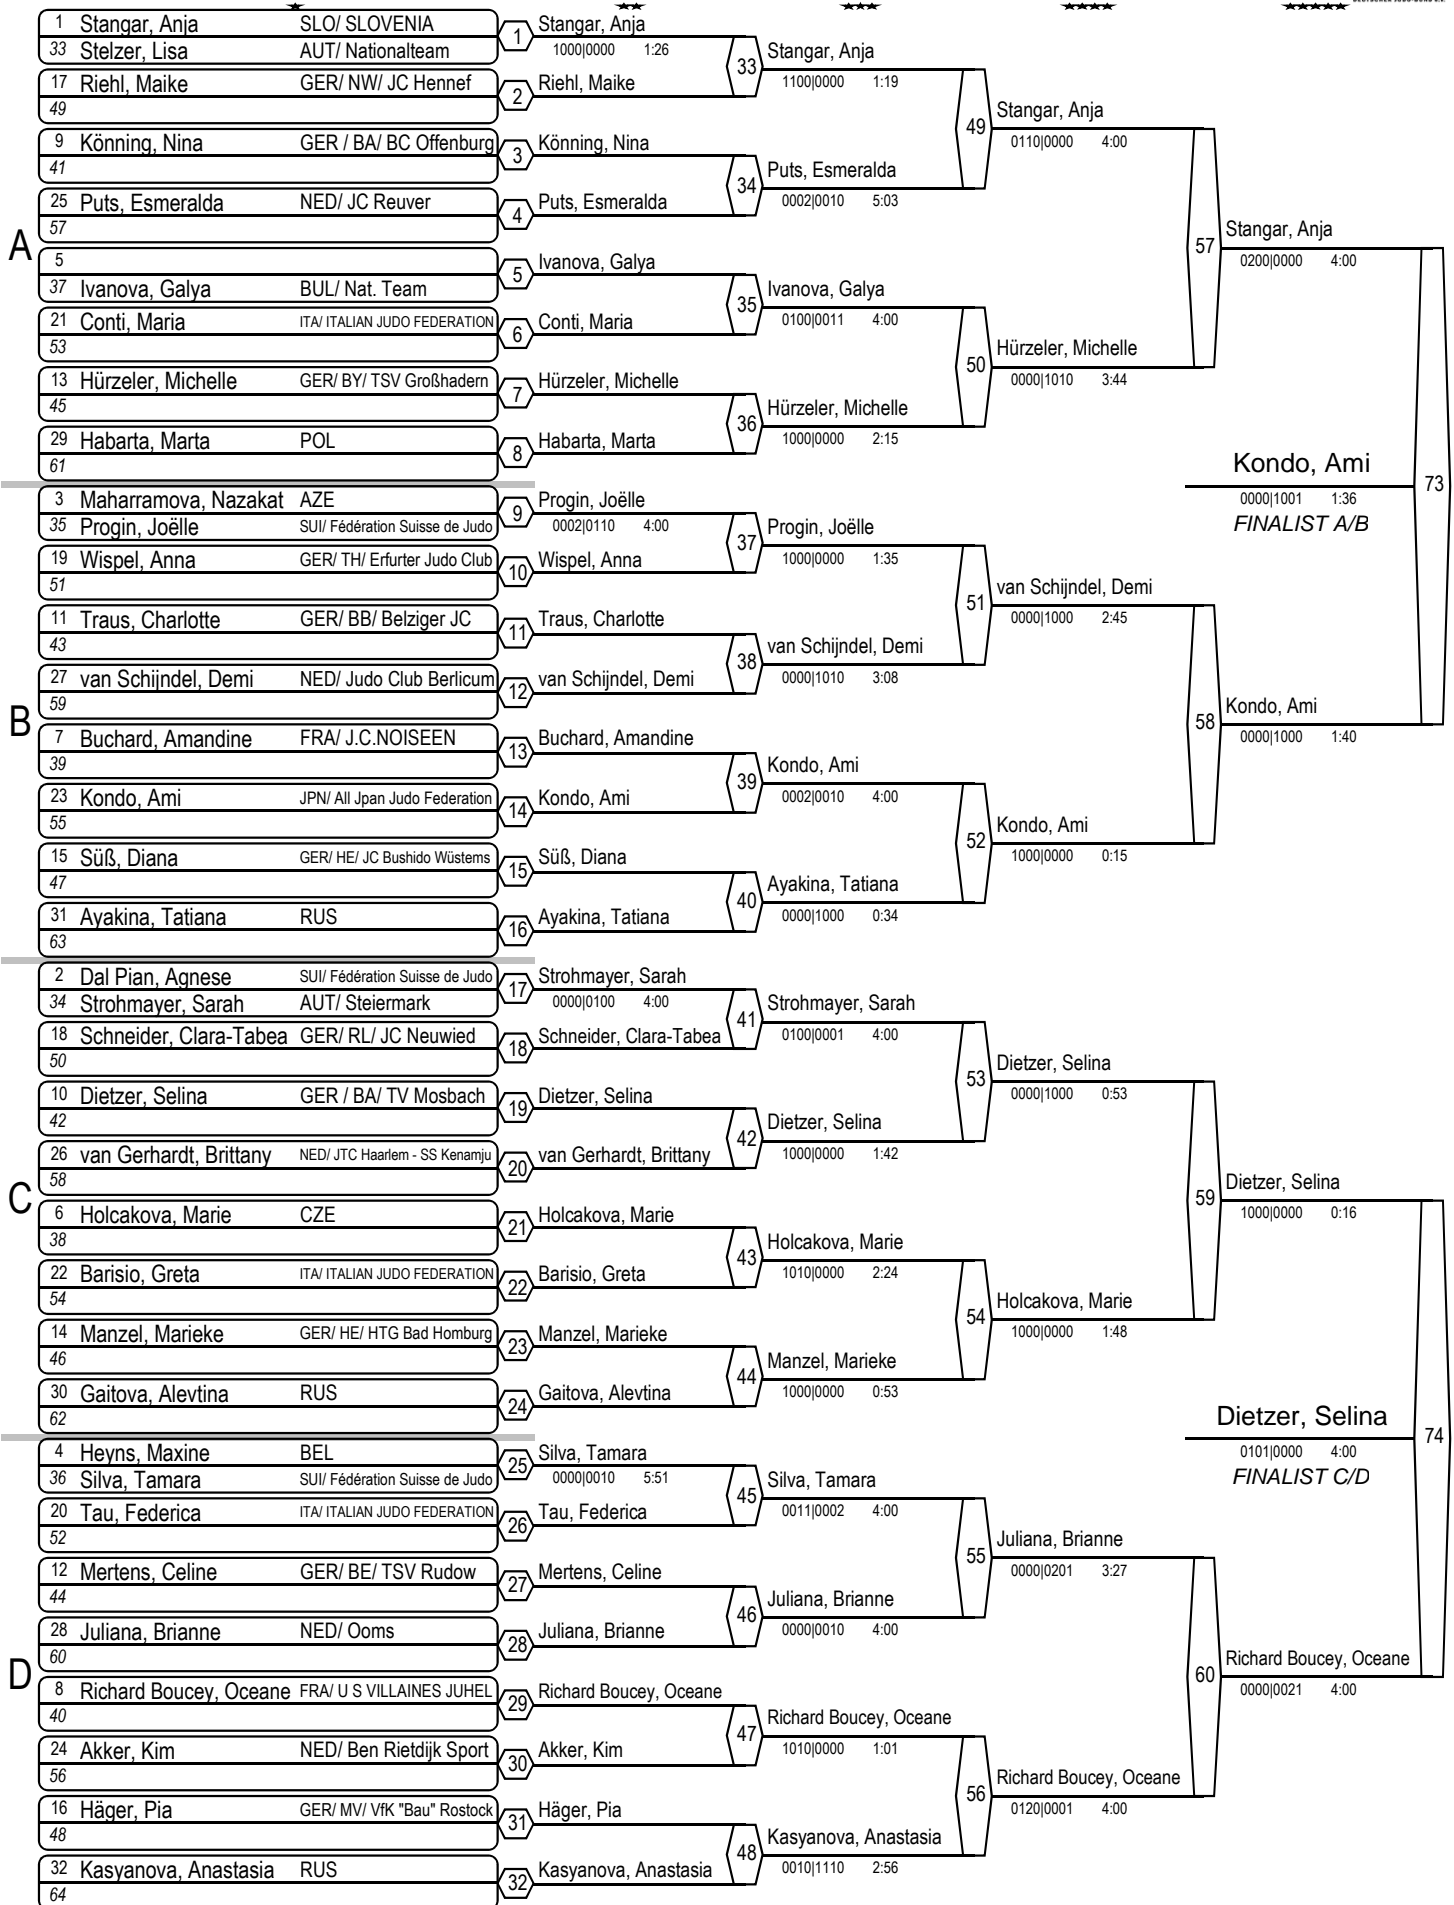 1 Stangar, Anja SLO/ SLOVENIA
33 Stelzer, Lisa AUT/ Nationalteam
17 Riehl, Maike GER/ NW/ JC Hennef
49
9 Könning, Nina GER / BA/ BC Offenburg
41
25 Puts, Esmeralda NED/ JC Reuver
57
A
5
37 Ivanova, Galya BUL/ Nat. Team
21 Conti, Maria ITA/ ITALIAN JUDO FEDERATION
53
13 Hürzeler, Michelle GER/ BY/ TSV Großhadern
45
29 Habarta, Marta POL
61
3 Maharramova, Nazakat AZE
35 Progin, Joëlle SUI/ Fédération Suisse de Judo
19 Wispel, Anna GER/ TH/ Erfurter Judo Club
51
11 Traus, Charlotte GER/ BB/ Belziger JC
43
27 van Schijndel, Demi NED/ Judo Club Berlicum
59
B
7 Buchard, Amandine FRA/ J.C.NOISEEN
39
23 Kondo, Ami JPN/ All Jpan Judo Federation
55
15 Süß, Diana GER/ HE/ JC Bushido Wüstems
47
31 Ayakina, Tatiana RUS
63
2 Dal Pian, Agnese SUI/ Fédération Suisse de Judo
34 Strohmayer, Sarah AUT/ Steiermark
18 Schneider, Clara-Tabea GER/ RL/ JC Neuwied
50
10 Dietzer, Selina GER / BA/ TV Mosbach
42
26 van Gerhardt, Brittany NED/ JTC Haarlem - SS Kenamju
58
C
6 Holcakova, Marie CZE
38
22 Barisio, Greta ITA/ ITALIAN JUDO FEDERATION
54
14 Manzel, Marieke GER/ HE/ HTG Bad Homburg
46
30 Gaitova, Alevtina RUS
62
4 Heyns, Maxine BEL
36 Silva, Tamara SUI/ Fédération Suisse de Judo
20 Tau, Federica ITA/ ITALIAN JUDO FEDERATION
52
12 Mertens, Celine GER/ BE/ TSV Rudow
44
28 Juliana, Brianne NED/ Ooms
60
D
8 Richard Boucey, Oceane FRA/ U S VILLAINES JUHEL
40
24 Akker, Kim NED/ Ben Rietdijk Sport
56
16 Häger, Pia GER/ MV/ VfK "Bau" Rostock
48
32 Kasyanova, Anastasia RUS
64
1 Stangar, Anja
1000|0000 1:26
2 Riehl, Maike
3 Könning, Nina
4 Puts, Esmeralda
5 Ivanova, Galya
6 Conti, Maria
7 Hürzeler, Michelle
8 Habarta, Marta
9 Progin, Joëlle
0002|0110 4:00
10 Wispel, Anna
11 Traus, Charlotte
12 van Schijndel, Demi
13 Buchard, Amandine
14 Kondo, Ami
15 Süß, Diana
16 Ayakina, Tatiana
17 Strohmayer, Sarah
0000|0100 4:00
18 Schneider, Clara-Tabea
19 Dietzer, Selina
20 van Gerhardt, Brittany
21 Holcakova, Marie
22 Barisio, Greta
23 Manzel, Marieke
24 Gaitova, Alevtina
25 Silva, Tamara
0000|0010 5:51
26 Tau, Federica
27 Mertens, Celine
28 Juliana, Brianne
29 Richard Boucey, Oceane
30 Akker, Kim
31 Häger, Pia
32 Kasyanova, Anastasia
33 Stangar, Anja
1100|0000 1:19
34 Puts, Esmeralda
0002|0010 5:03
35 Ivanova, Galya
0100|0011 4:00
36 Hürzeler, Michelle
1000|0000 2:15
37 Progin, Joëlle
1000|0000 1:35
38 van Schijndel, Demi
0000|1010 3:08
39 Kondo, Ami
0002|0010 4:00
40 Ayakina, Tatiana
0000|1000 0:34
41 Strohmayer, Sarah
0100|0001 4:00
42 Dietzer, Selina
1000|0000 1:42
43 Holcakova, Marie
1010|0000 2:24
44 Manzel, Marieke
1000|0000 0:53
45 Silva, Tamara
0011|0002 4:00
46 Juliana, Brianne
0000|0010 4:00
47 Richard Boucey, Oceane
1010|0000 1:01
48 Kasyanova, Anastasia
0010|1110 2:56
49 Stangar, Anja
0110|0000 4:00
50 Hürzeler, Michelle
0000|1010 3:44
51 van Schijndel, Demi
0000|1000 2:45
52 Kondo, Ami
1000|0000 0:15
53 Dietzer, Selina
0000|1000 0:53
54 Holcakova, Marie
1000|0000 1:48
55 Juliana, Brianne
0000|0201 3:27
56 Richard Boucey, Oceane
0120|0001 4:00
57 Stangar, Anja
0200|0000 4:00
58 Kondo, Ami
0000|1000 1:40
59 Dietzer, Selina
1000|0000 0:16
60 Richard Boucey, Oceane
0000|0021 4:00
Kondo, Ami 73
0000|1001 1:36
FINALIST A/B
Dietzer, Selina 74
0101|0000 4:00
FINALIST C/D